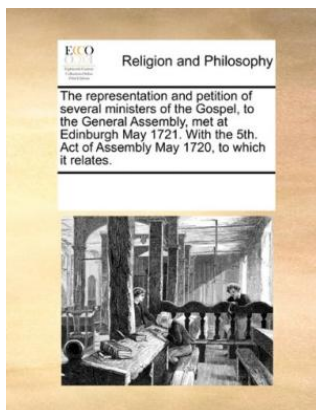 ECCO
Religion and Philosophy
The representation and petition of
several ministers of the Gospel, to
the General Assembly, met at
Edinburgh May 1721. With the 5th.
Act of Assembly May 1720, to which
it relates.